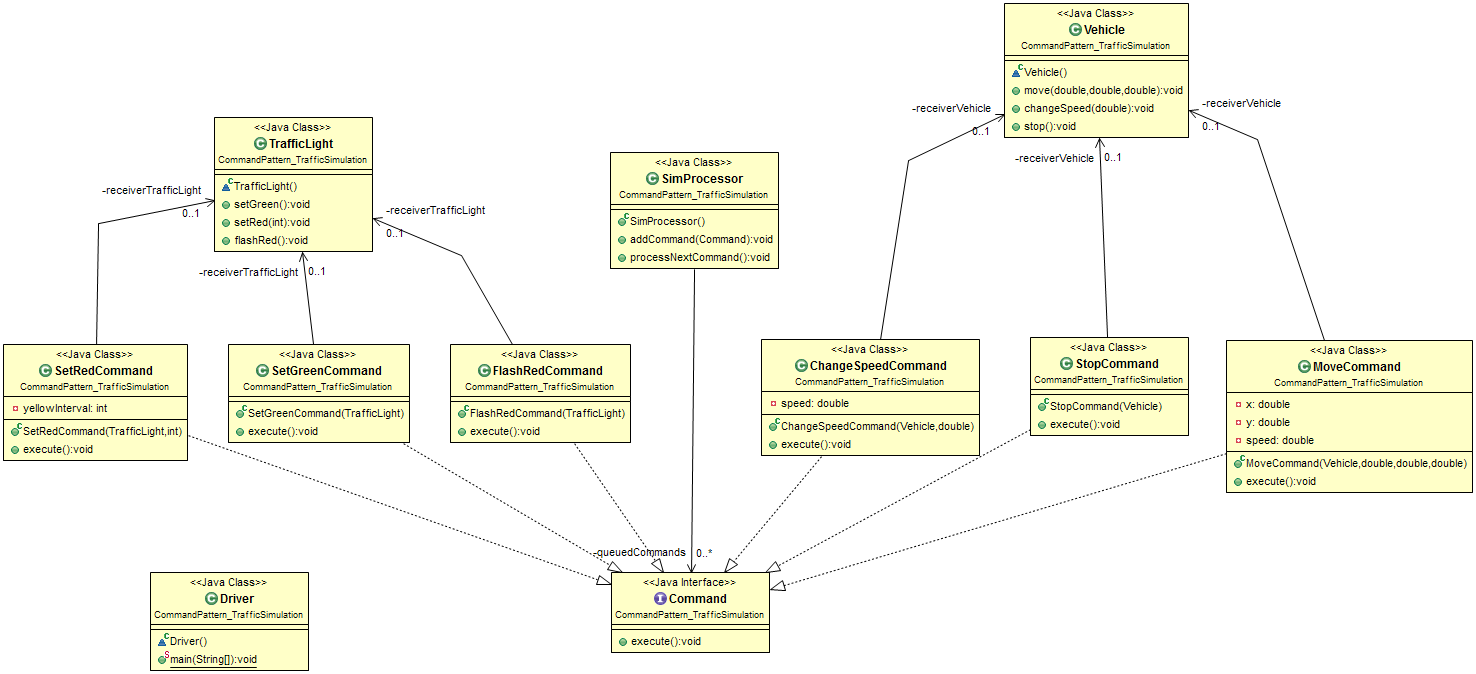 <<Java Class>>
Vehicle
CommandPattern_TrafficSimulation
Vehicle()
move(double,double,double):void
changeSpeed(double):void
stop():void
-receiverVehicle
0..1
-receiverVehicle
0..1
-receiverVehicle
0..1
<<Java Class>>
TrafficLight
CommandPattern_TrafficSimulation
TrafficLight()
setGreen():void
setRed(int):void
flashRed():void
-receiverTrafficLight
0..1
-receiverTrafficLight
0..1
-receiverTrafficLight
0..1
<<Java Class>>
SimProcessor
CommandPattern_TrafficSimulation
SimProcessor()
addCommand(Command):void
processNextCommand():void
<<Java Class>>
SetRedCommand
CommandPattern_TrafficSimulation
yellowInterval: int
SetRedCommand(TrafficLight,int)
execute():void
<<Java Class>>
SetGreenCommand
CommandPattern_TrafficSimulation
SetGreenCommand(TrafficLight)
execute():void
<<Java Class>>
FlashRedCommand
CommandPattern_TrafficSimulation
FlashRedCommand(TrafficLight)
execute():void
<<Java Class>>
ChangeSpeedCommand
CommandPattern_TrafficSimulation
speed: double
ChangeSpeedCommand(Vehicle,double)
execute():void
<<Java Class>>
StopCommand
CommandPattern_TrafficSimulation
StopCommand(Vehicle)
execute():void
<<Java Class>>
MoveCommand
CommandPattern_TrafficSimulation
x: double
y: double
speed: double
MoveCommand(Vehicle,double,double,double)
execute():void
-queuedCommands
0..*
<<Java Class>>
Driver
CommandPattern_TrafficSimulation
Driver()
main(String[]):void
<<Java Interface>>
Command
CommandPattern_TrafficSimulation
execute():void